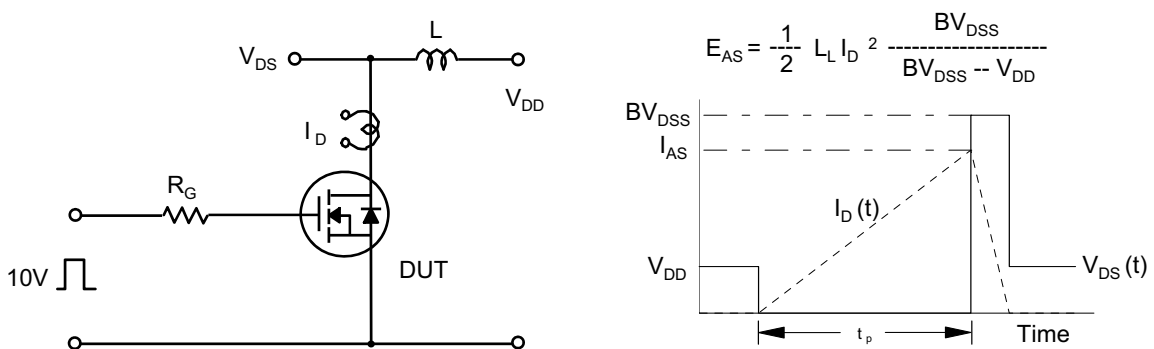 L
V_DS
V_DD
I_D
R_G
10V
DUT
E_AS = 1/2 L_L I_D ² BV_DSS / BV_DSS -- V_DD
BV_DSS
I_AS
I_D (t)
V_DD
V_DS (t)
t_p
Time